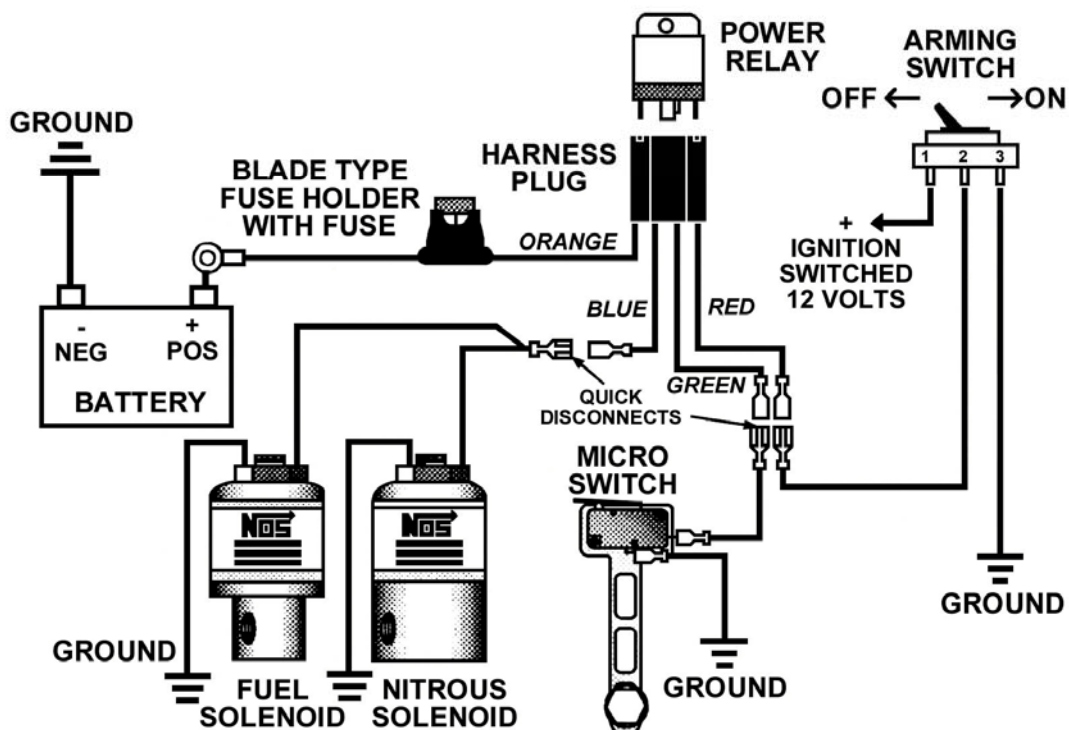 POWER
RELAY
ARMING
SWITCH
OFF
ON
1 2 3
GROUND
BLADE TYPE
FUSE HOLDER
WITH FUSE
HARNESS
PLUG
ORANGE
+
IGNITION
SWITCHED
12 VOLTS
BLUE
RED
- +
NEG POS
BATTERY
GREEN
QUICK
DISCONNECTS
MICRO
SWITCH
NOS
NOS
GROUND
GROUND
GROUND
FUEL
SOLENOID
NITROUS
SOLENOID